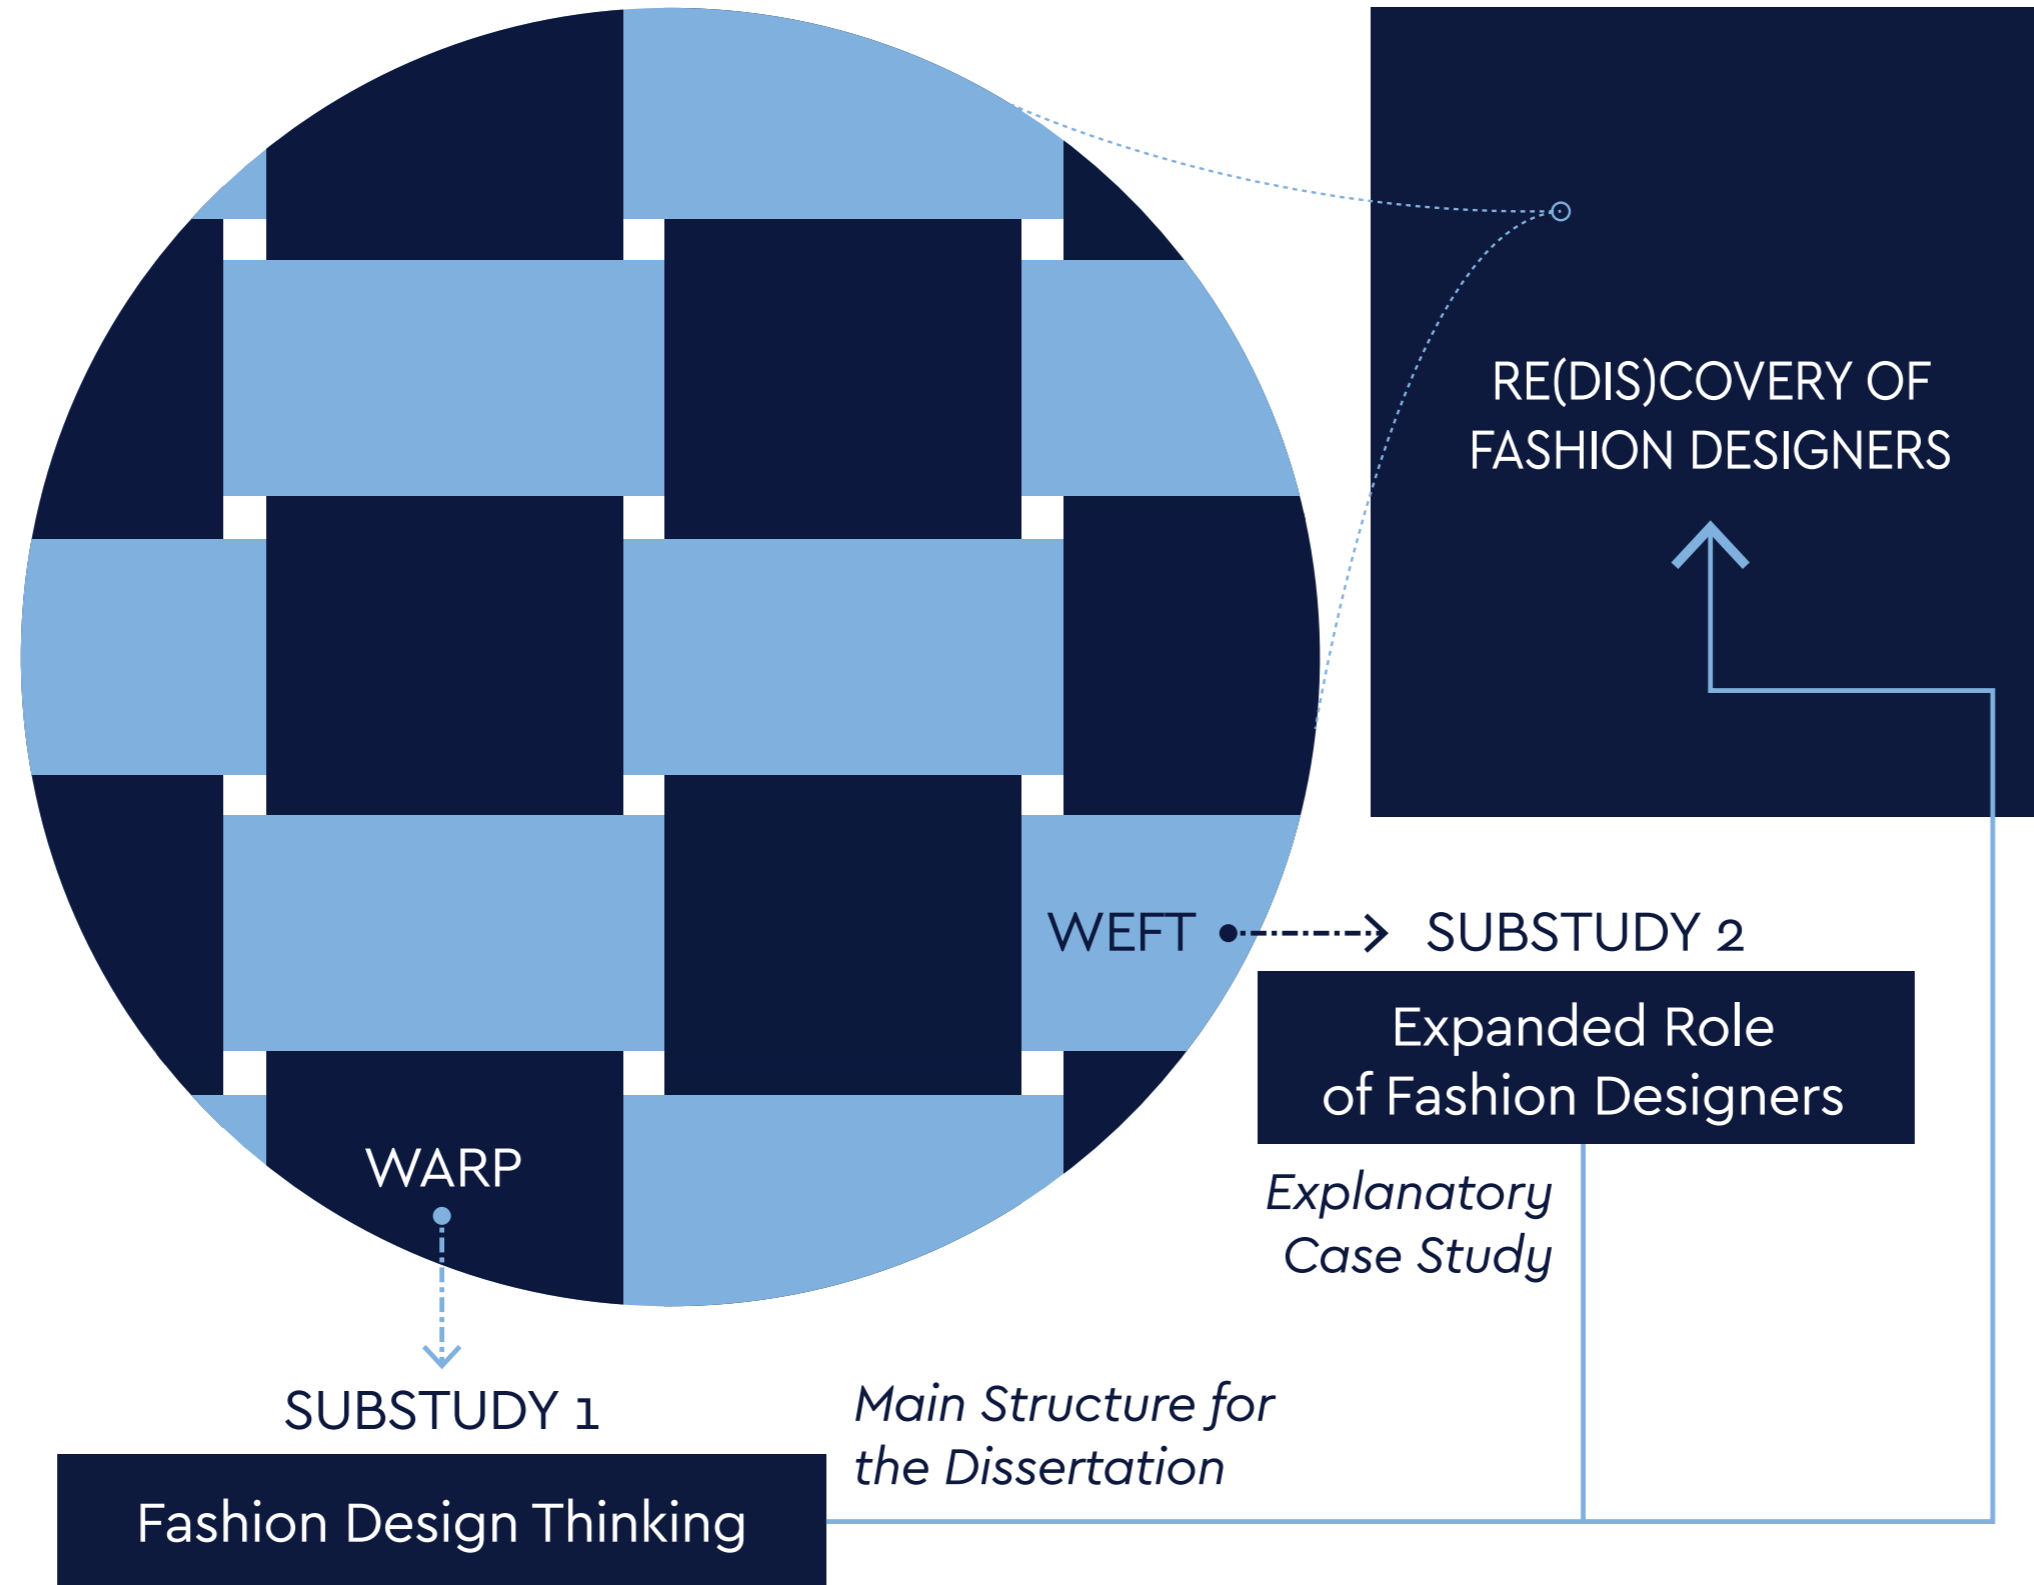 RE(DIS)COVERY OF
FASHION DESIGNERS
WEFT
SUBSTUDY 2
Expanded Role
of Fashion Designers
Explanatory
Case Study
WARP
SUBSTUDY 1
Fashion Design Thinking
Main Structure for
the Dissertation